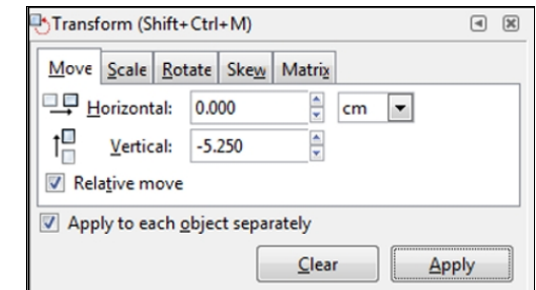 Transform (Shift+Ctrl+M)
Move Scale Rotate Skew Matrix
Horizontal: 0.000 cm
Vertical: -5.250
Relative move
Apply to each object separately
Clear Apply